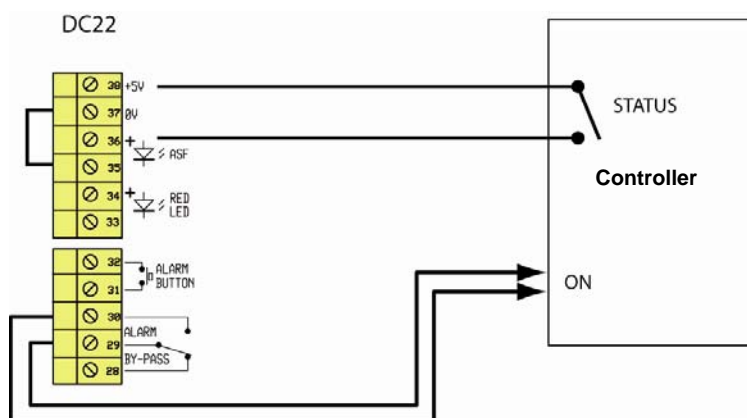 DC22
38 +5V
37 0V
STATUS
36 +
ASF
35
Controller
34 +
RED
LED
33
32
ALARM
BUTTON
31
ON
30
ALARM
29
BY-PASS
28